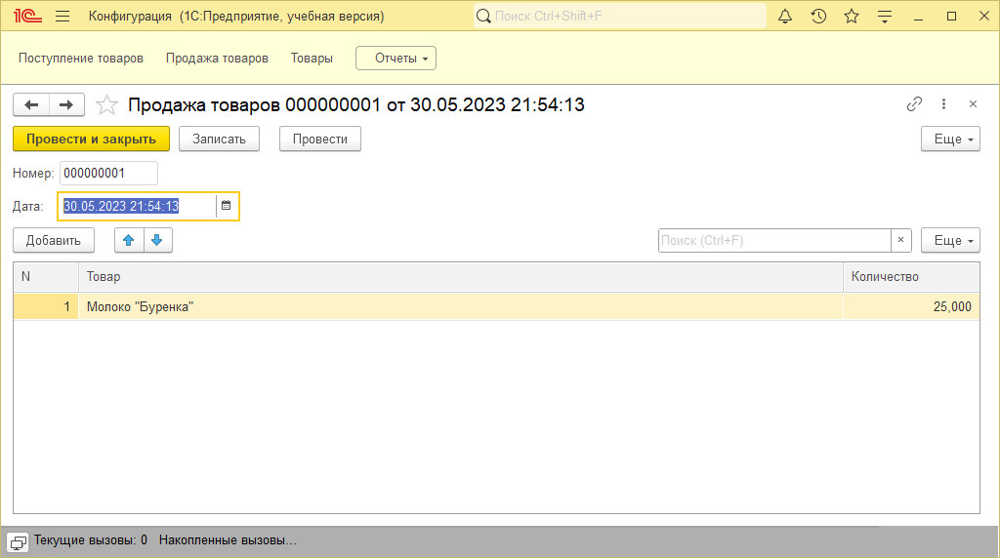 1С Конфигурация (1С:Предприятие, учебная версия) Поиск Ctrl+Shift+F
Поступление товаров Продажа товаров Товары Отчеты
Продажа товаров 000000001 от 30.05.2023 21:54:13
Провести и закрыть Записать Провести Еще
Номер: 000000001
Дата: 30.05.2023 21:54:13
Добавить Поиск (Ctrl+F) × Еще
N Товар Количество
1 Молоко "Буренка" 25,000
Текущие вызовы: 0 Накопленные вызовы...